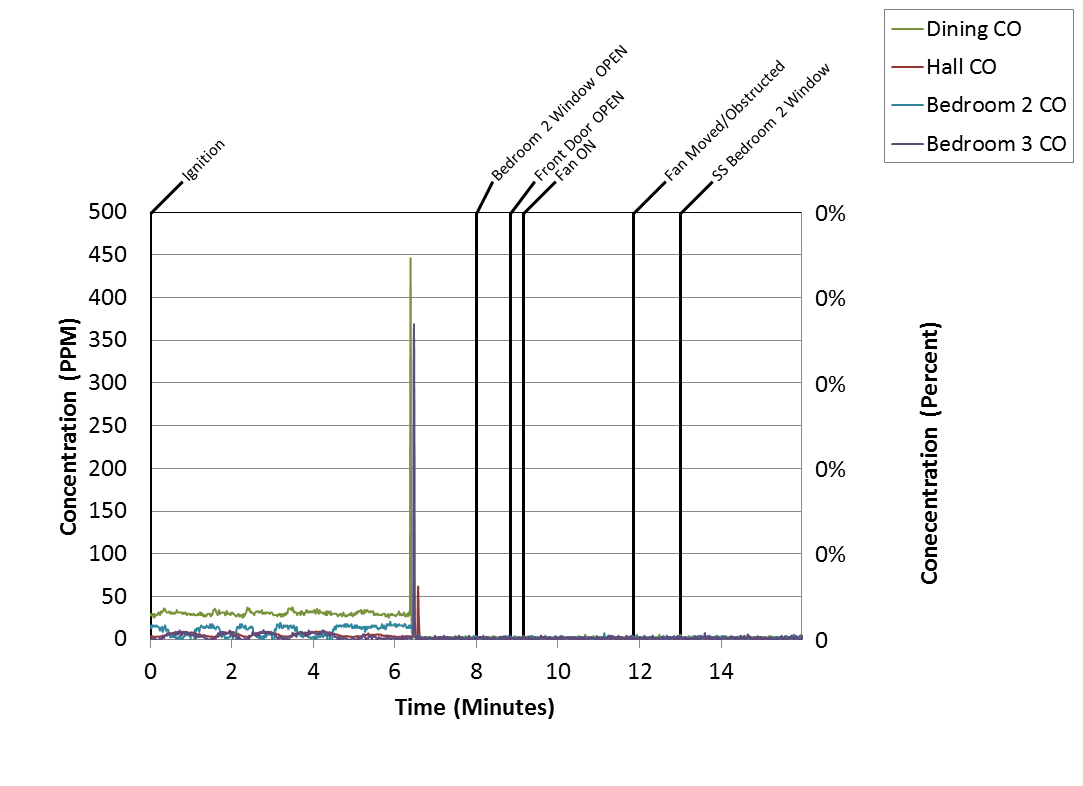 Dining CO
Hall CO
Bedroom 2 CO
Bedroom 3 CO
Ignition
Bedroom 2 Window OPEN
Front Door OPEN
Fan ON
Fan Moved/Obstructed
SS Bedroom 2 Window
500
450
400
350
300
250
200
150
100
50
0
Concentration (PPM)
0%
0%
0%
0%
0%
0
Conecentration (Percent)
0 2 4 6 8 10 12 14
Time (Minutes)